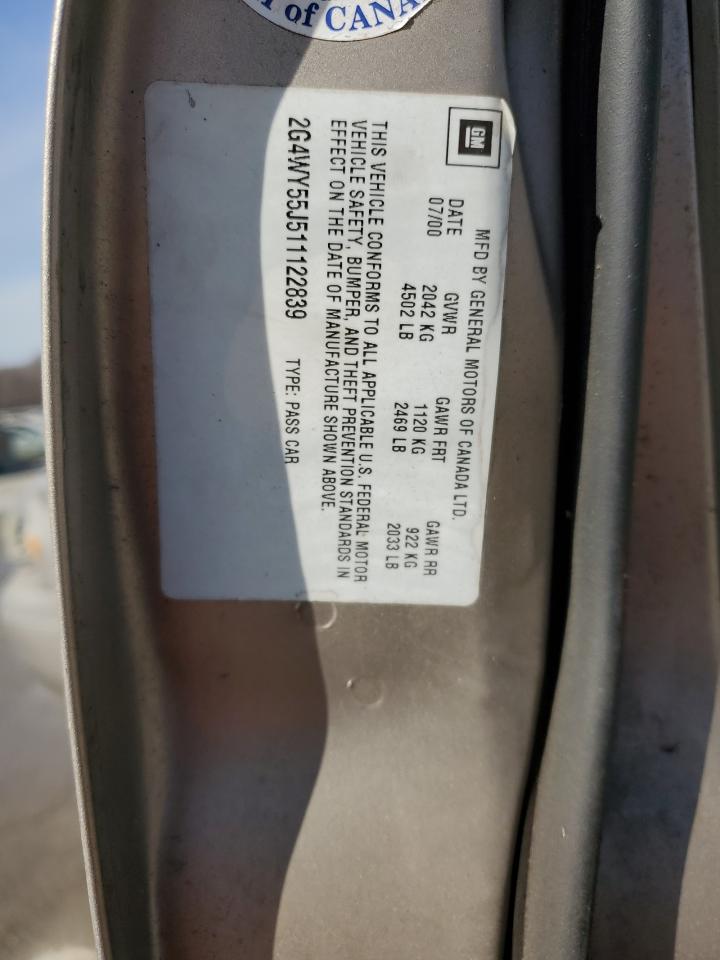 of CANA
GM
MFD BY GENERAL MOTORS OF CANADA LTD.
DATE GVWR GAWR FRT GAWR RR
07/00 2042 KG 1120 KG 922 KG
4502 LB 2469 LB 2033 LB
THIS VEHICLE CONFORMS TO ALL APPLICABLE U.S. FEDERAL MOTOR
VEHICLE SAFETY, BUMPER, AND THEFT PREVENTION STANDARDS IN
EFFECT ON THE DATE OF MANUFACTURE SHOWN ABOVE.
2G4WY55J511122839 TYPE: PASS CAR